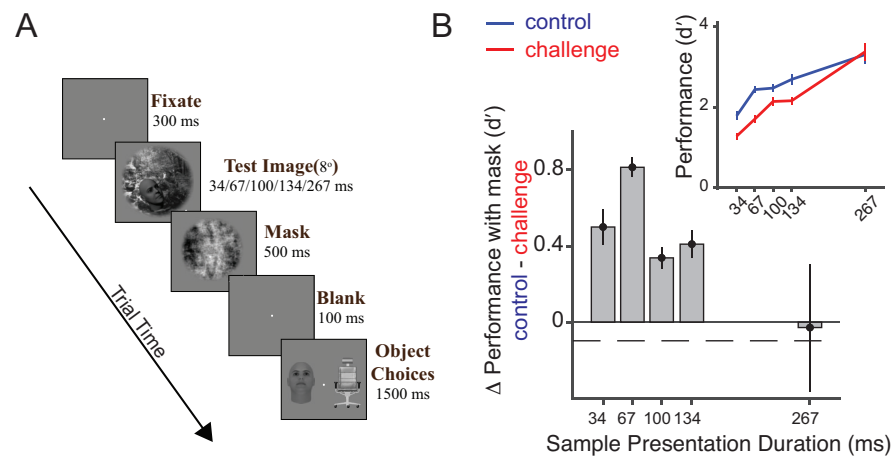 A
Fixate
300 ms
Test Image(8º)
34/67/100/134/267 ms
Mask
500 ms
Blank
100 ms
Object
Choices
1500 ms
Trial Time
B
control
challenge
Performance (d')
4
2
0
34
67
100
134
267
Δ Performance with mask (d')
control - challenge
0.8
0.4
0
34
67
100
134
267
Sample Presentation Duration (ms)